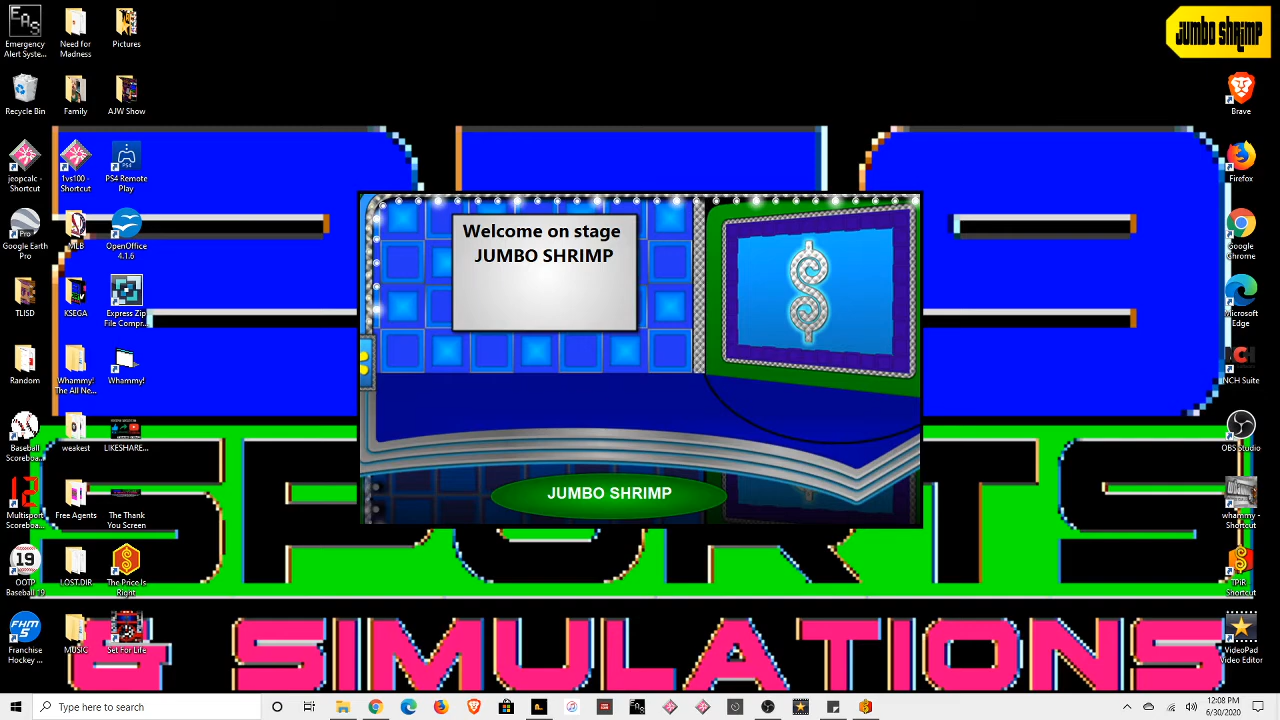 Emergency
Alert Syste...
Need for
Madness
Pictures
Jumbo Shrimp
Recycle Bin
Family
AJW Show
Brave
jeopcalc -
Shortcut
1vs100 -
Shortcut
PS4 Remote
Play
Firefox
Google Earth
Pro
MLB
OpenOffice
4.1.6
Google
Chrome
Welcome on stage
JUMBO SHRIMP
TLISD
KSEGA
Express Zip
File Compr...
Microsoft
Edge
Random
Whammy!
The All Ne...
Whammy!
NCH Suite
Baseball
Scoreboa...
weakest
LIKESHARE...
OBS Studio
Multisport
Scoreboa...
Free Agents
The Thank
You Screen
JUMBO SHRIMP
whammy -
Shortcut
SPORTS
OOTP
Baseball 19
LOST.DIR
The Price Is
Right
TPiR
Shortcut
Franchise
Hockey ...
MUSIC
Set For Life
VideoPad
Video Editor
& SIMULATIONS
Type here to search
12:08 PM
6/30/2020